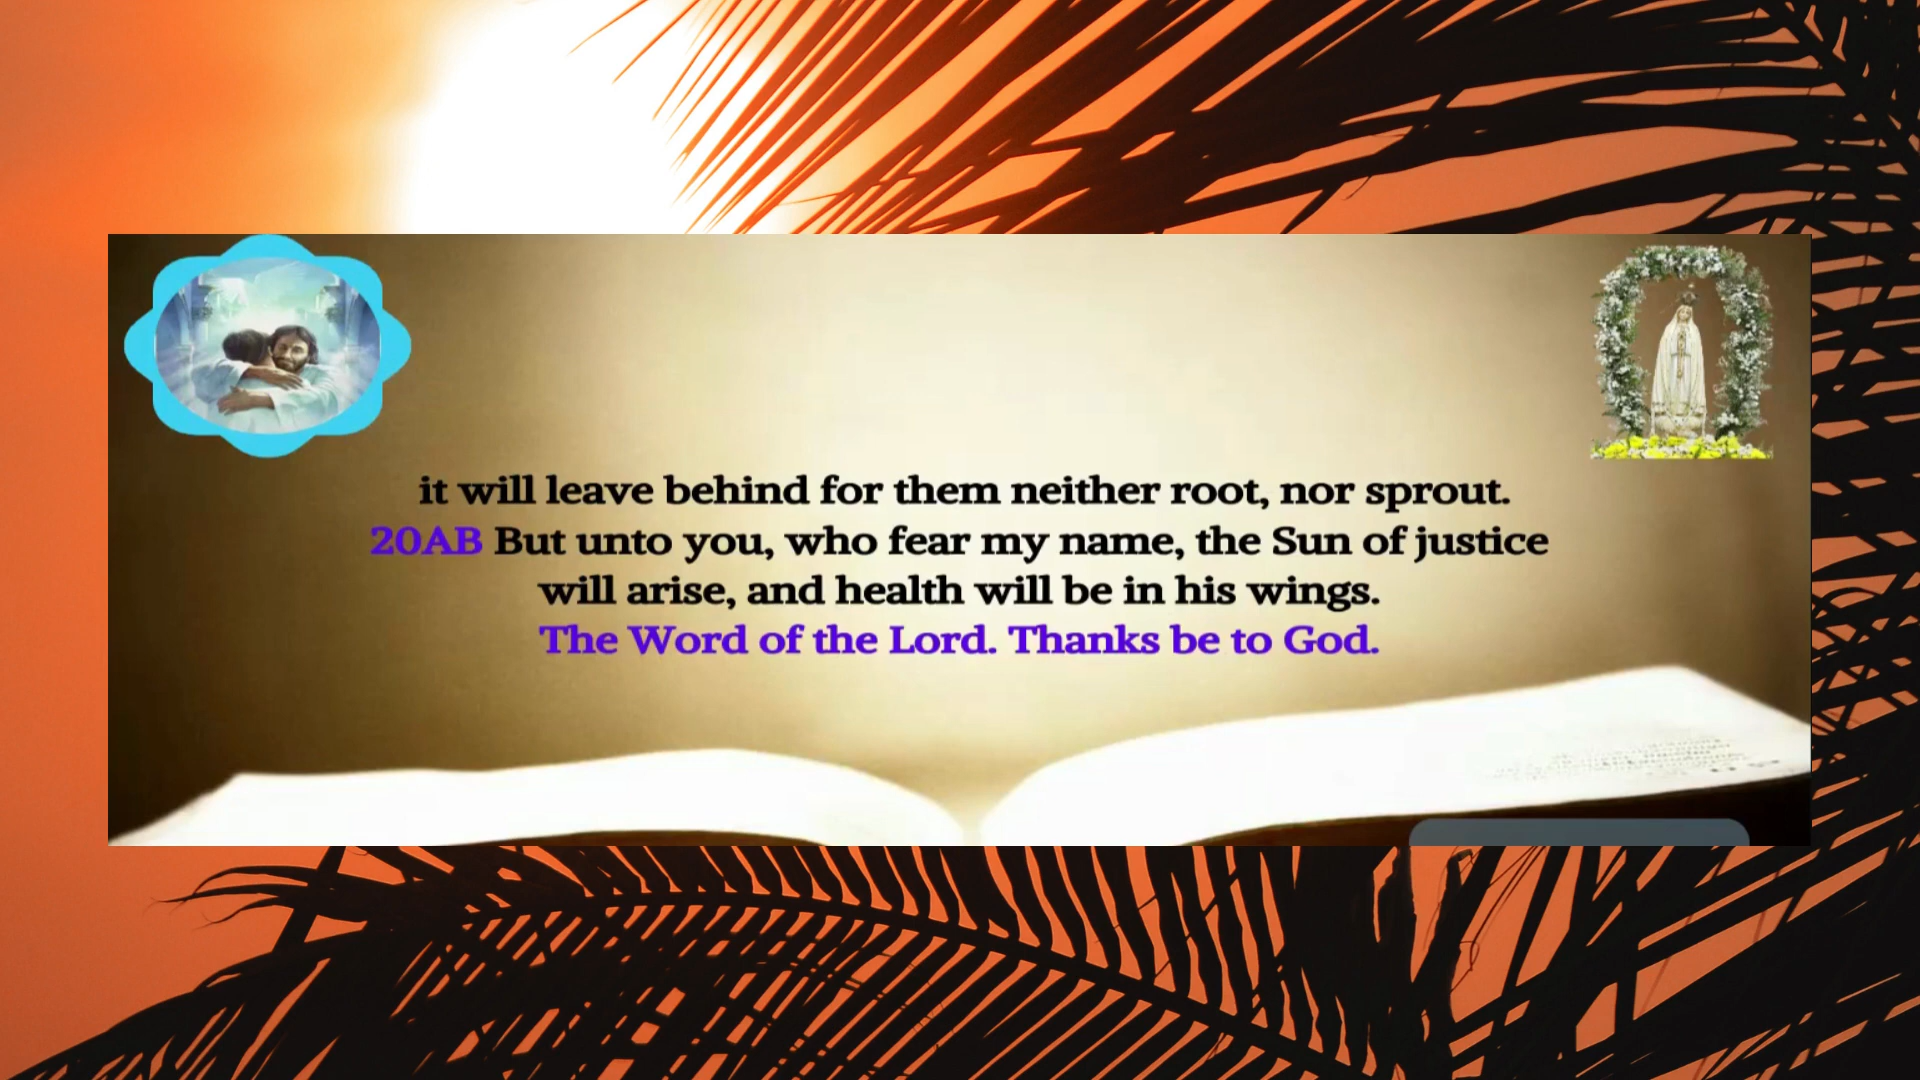 it will leave behind for them neither root, nor sprout.
20AB But unto you, who fear my name, the Sun of justice
will arise, and health will be in his wings.
The Word of the Lord. Thanks be to God.